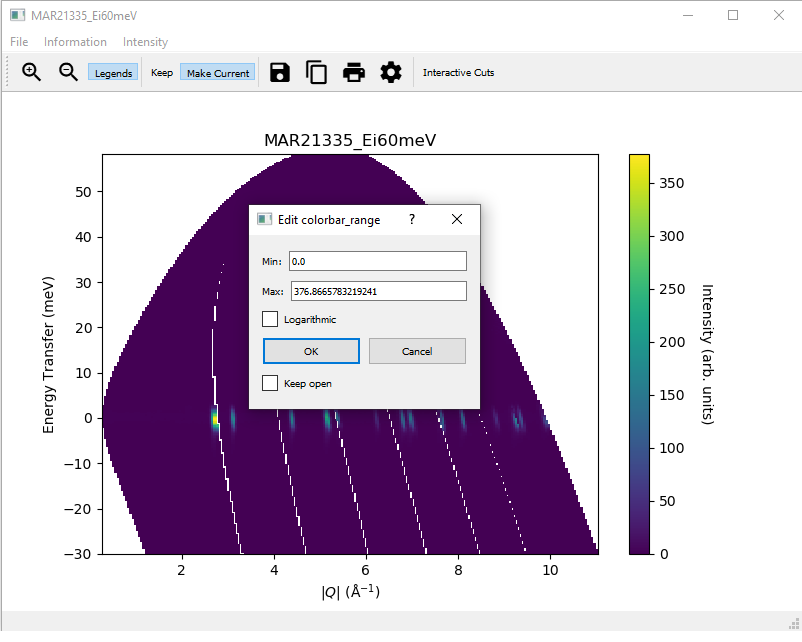 MAR21335_Ei60meV
File Information Intensity
Legends Keep Make Current Interactive Cuts
MAR21335_Ei60meV
Edit colorbar_range ?
Min: 0.0
Max: 376.8665783219241
Logarithmic
OK Cancel
Keep open
Energy Transfer (meV)
50
40
30
20
10
0
−10
−20
−30
2 4 6 8 10
|Q| (Å⁻¹)
350
300
250
200
150
100
50
0
Intensity (arb. units)